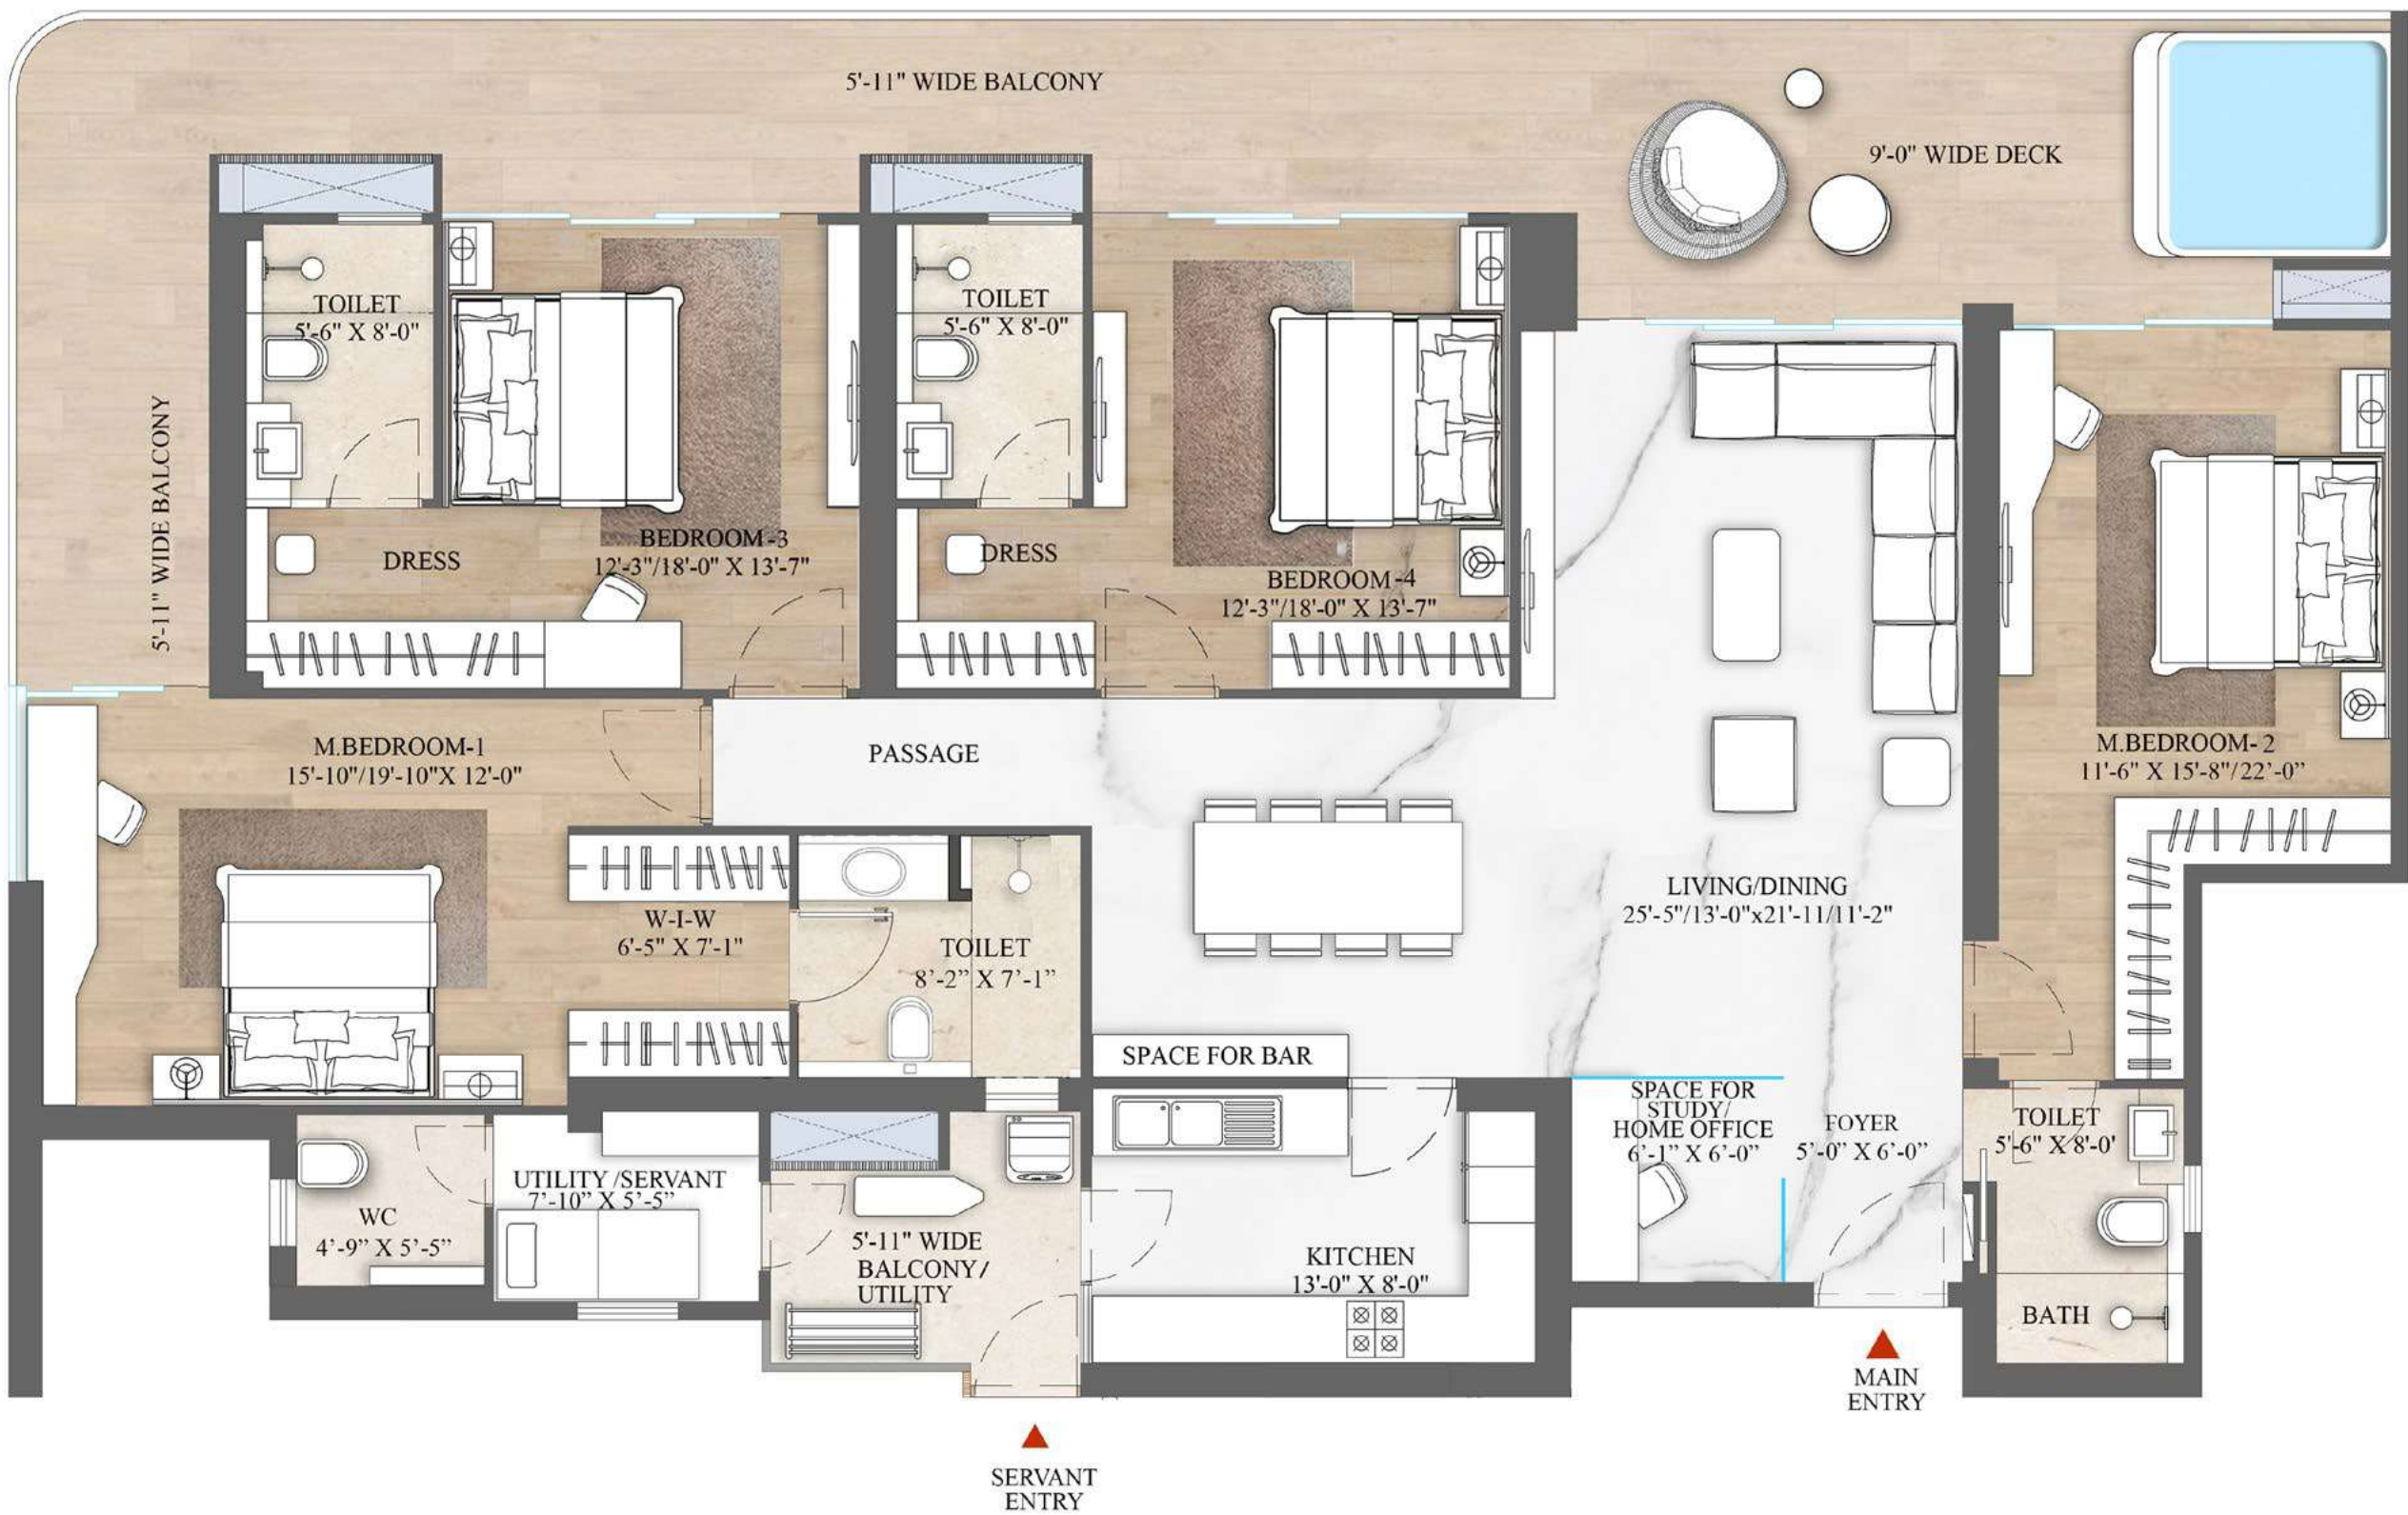 5'-11" WIDE BALCONY
9'-0" WIDE DECK
5'-11" WIDE BALCONY
TOILET
5'-6" X 8'-0"
DRESS
BEDROOM-3
12'-3"/18'-0" X 13'-7"
TOILET
5'-6" X 8'-0"
DRESS
BEDROOM-4
12'-3"/18'-0" X 13'-7"
M.BEDROOM-1
15'-10"/19'-10"X 12'-0"
PASSAGE
M.BEDROOM- 2
11'-6" X 15'-8"/22’-0”
W-I-W
6'-5" X 7'-1"
TOILET
8’-2” X 7’-1”
LIVING/DINING
25'-5"/13'-0"x21'-11/11'-2"
SPACE FOR BAR
SPACE FOR
STUDY/
HOME OFFICE
6’-1” X 6’-0”
FOYER
5’-0” X 6’-0”
TOILET
5'-6" X 8'-0'
BATH
WC
4’-9” X 5’-5”
UTILITY /SERVANT
7’-10” X 5’-5”
5'-11" WIDE
BALCONY/
UTILITY
KITCHEN
13'-0" X 8'-0"
MAIN
ENTRY
SERVANT
ENTRY